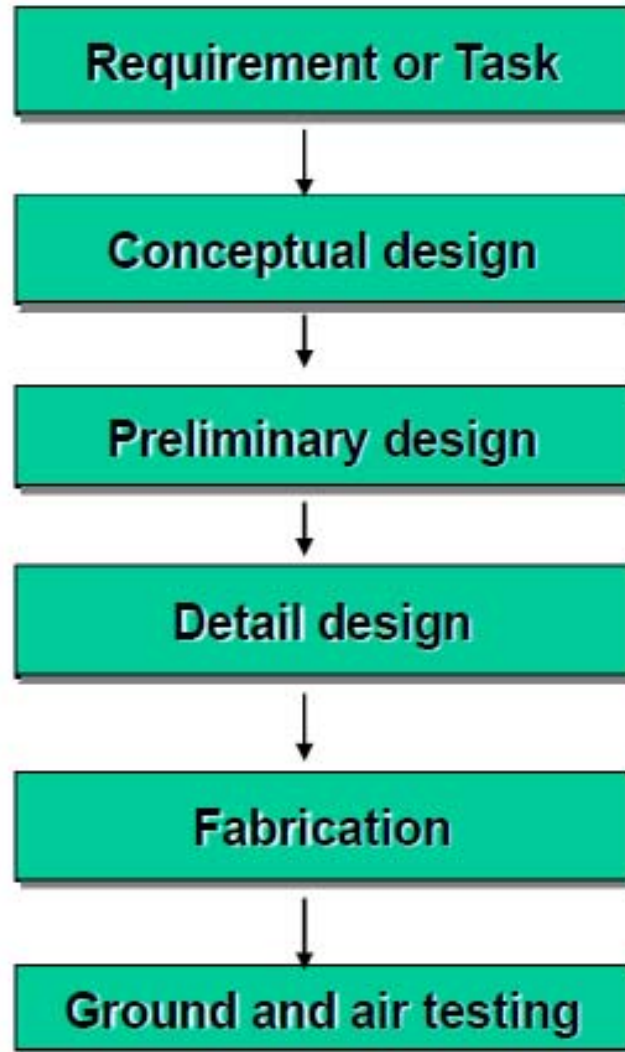 Requirement or Task
Conceptual design
Preliminary design
Detail design
Fabrication
Ground and air testing